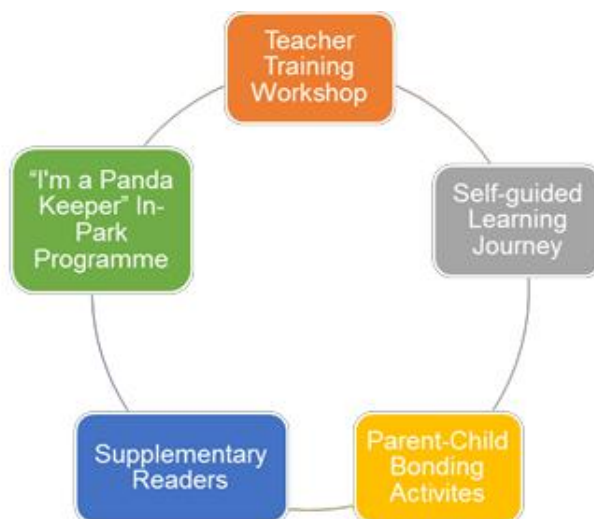 Teacher
Training
Workshop
Self-guided
Learning
Journey
Parent-Child
Bonding
Activites
Supplementary
Readers
“I'm a Panda
Keeper” In-
Park
Programme